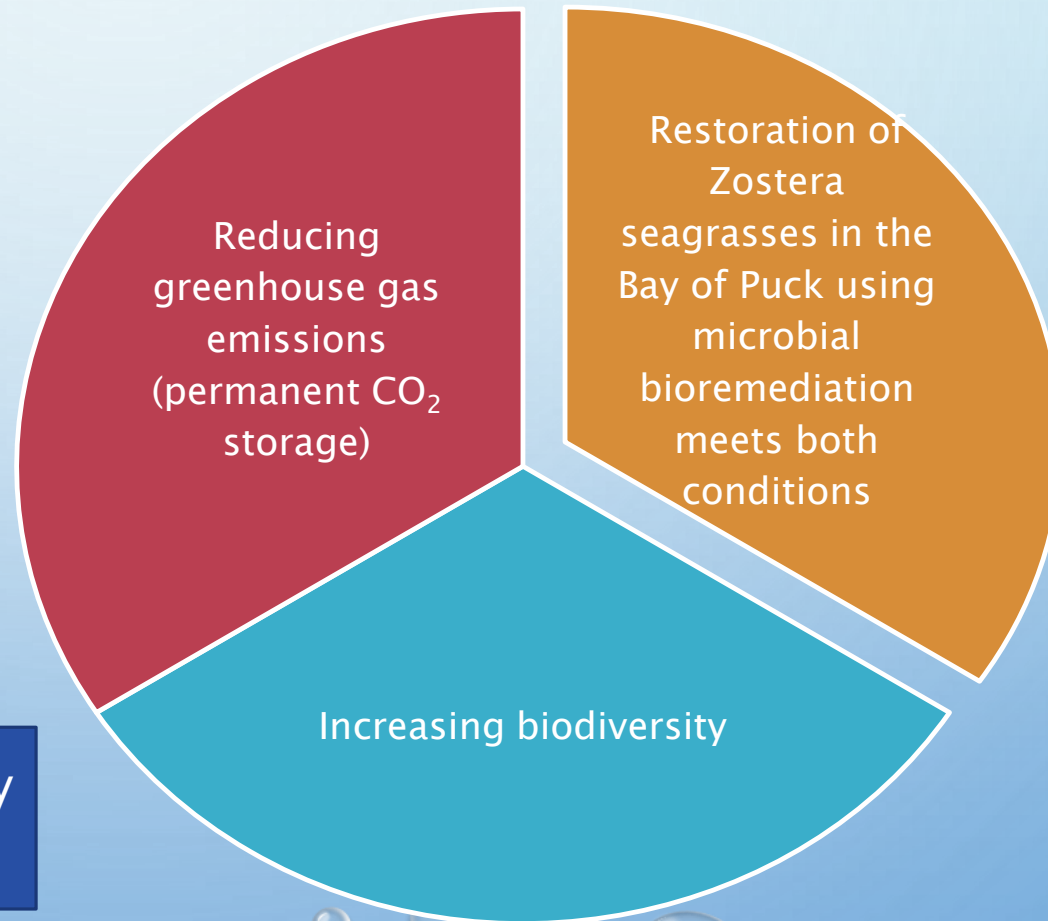 Reducing
greenhouse gas
emissions
(permanent CO₂
storage)
Restoration of
Zostera
seagrasses in the
Bay of Puck using
microbial
bioremediation
meets both
conditions
Increasing biodiversity